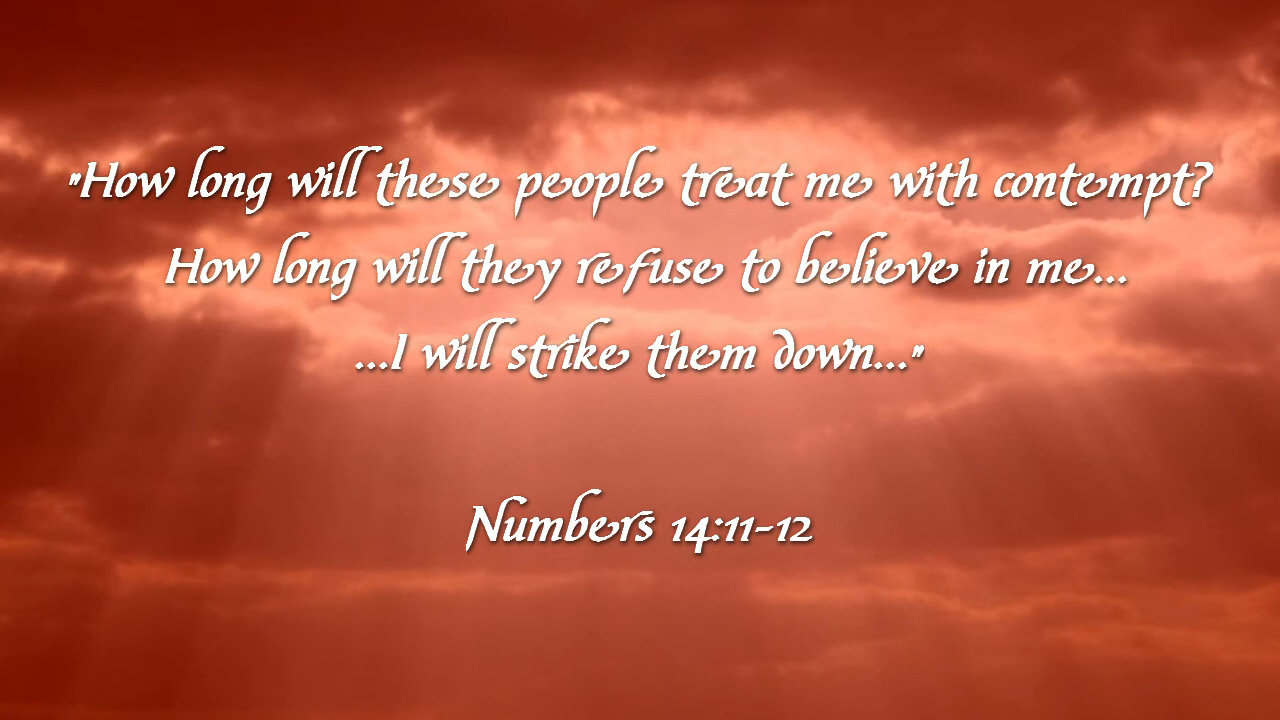 "How long will these people treat me with contempt?
How long will they refuse to believe in me...
...I will strike them down..."
Numbers 14:11-12